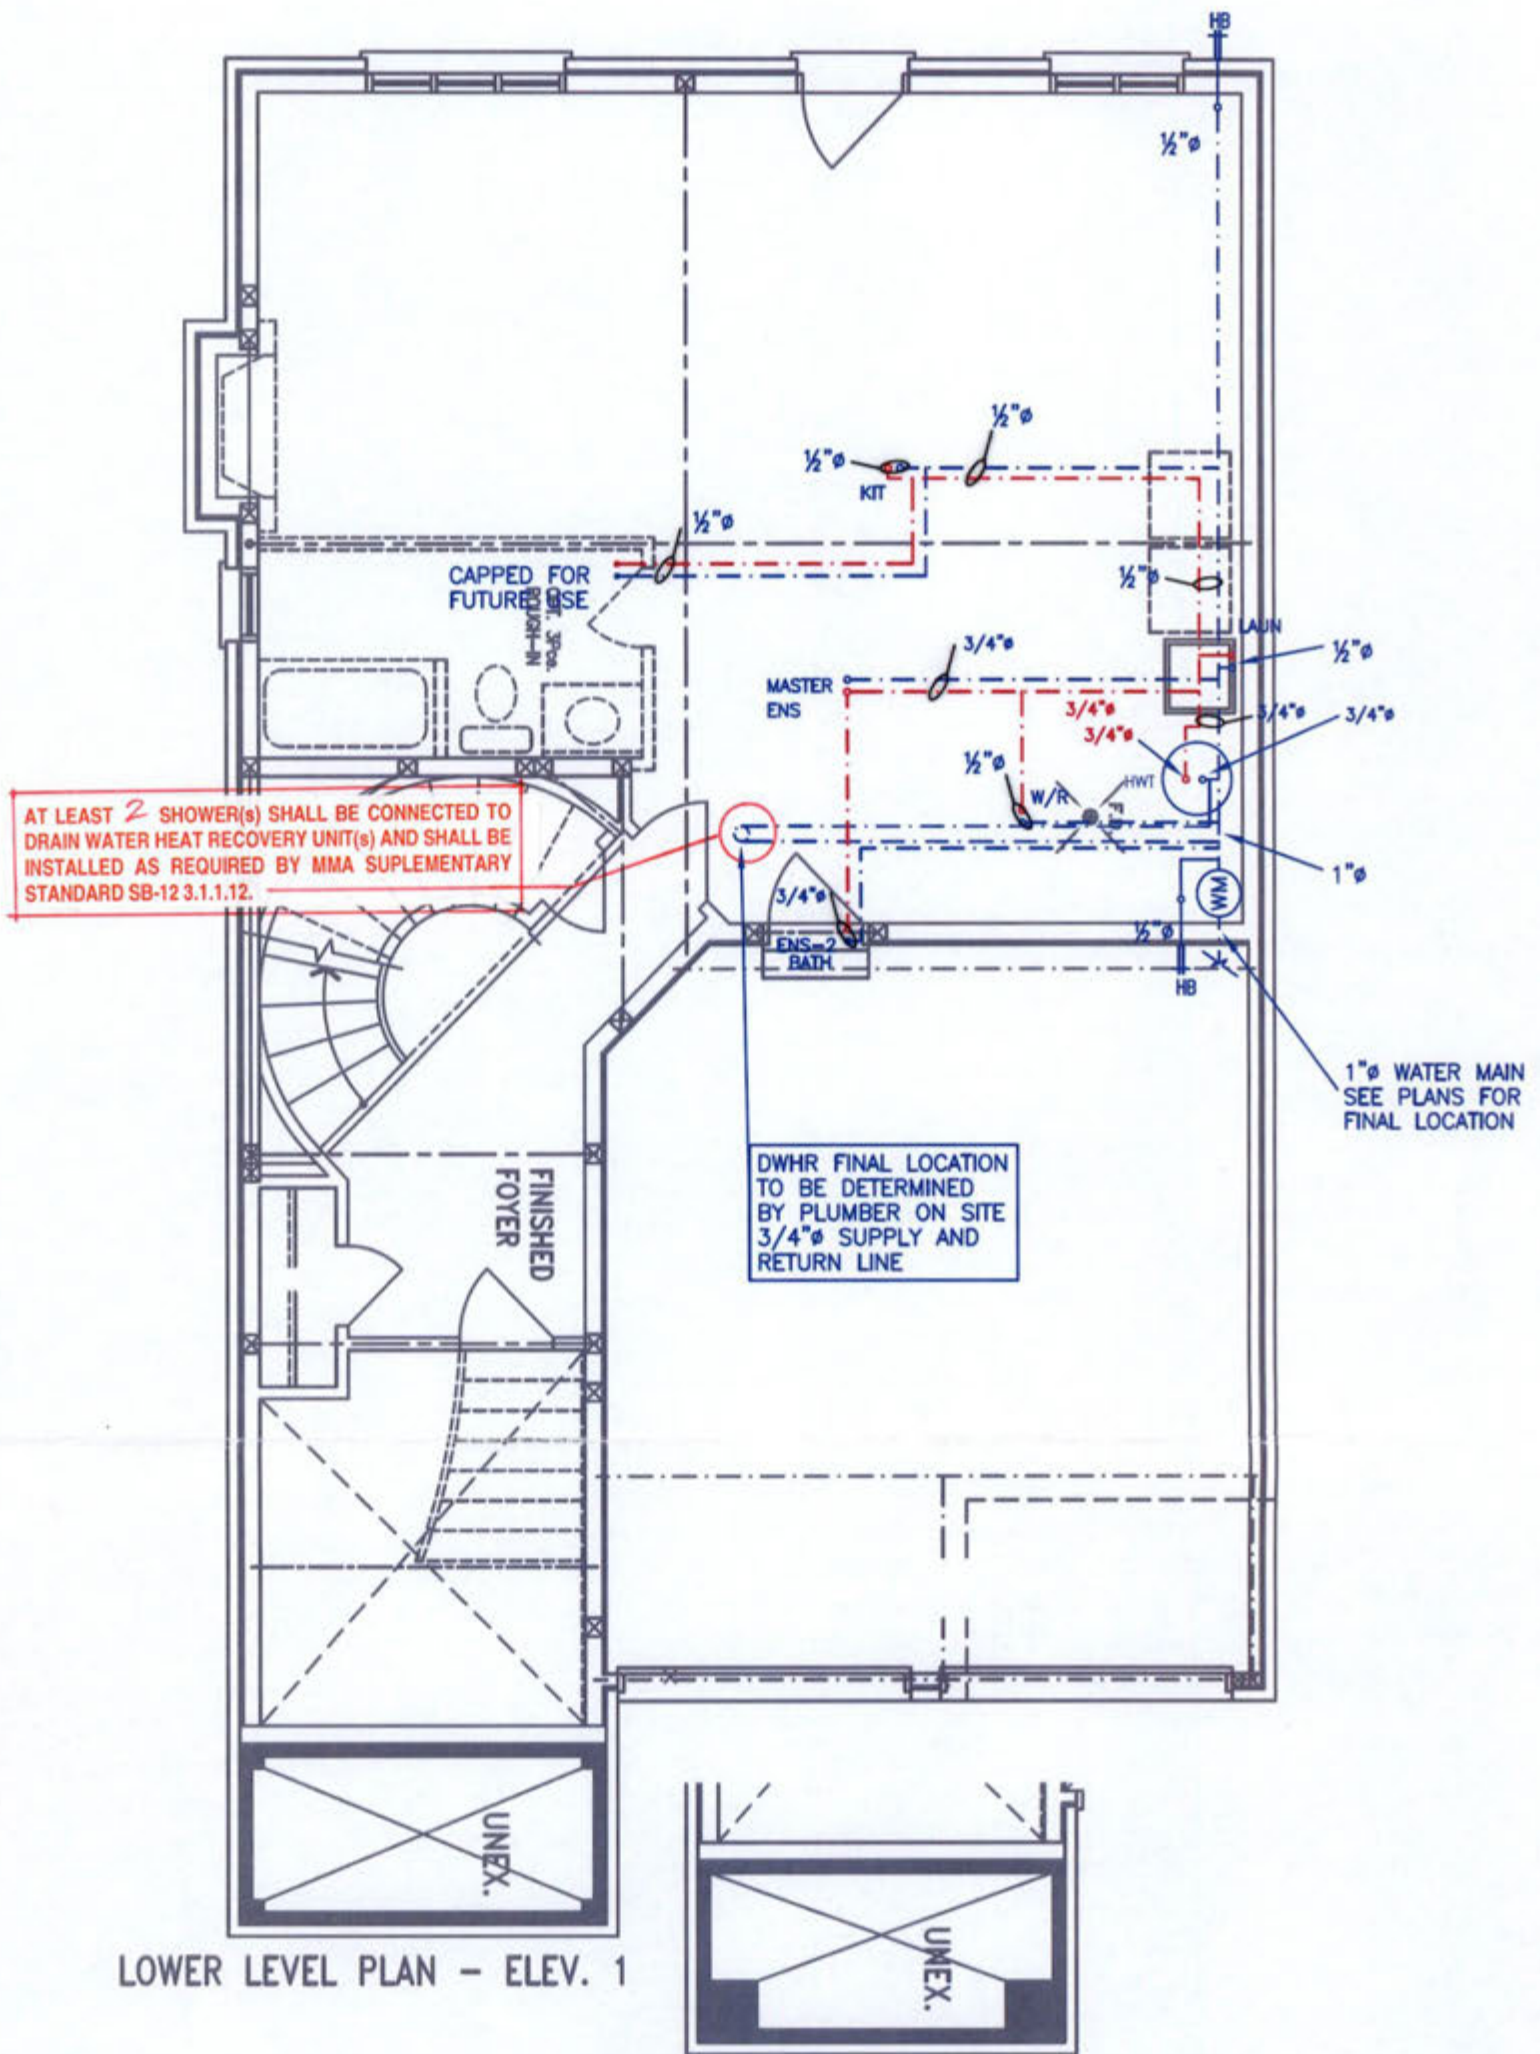 HB
½"ø
½"ø
½"ø
KIT
½"ø
CAPPED FOR
FUTURE USE
OPT. 3Pce.
ROUGH-IN
½"ø
LAUN
½"ø
3/4"ø
MASTER
ENS
3/4"ø
3/4"ø
3/4"ø
3/4"ø
½"ø
W/R
HWT
F.D.
AT LEAST 2 SHOWER(s) SHALL BE CONNECTED TO
DRAIN WATER HEAT RECOVERY UNIT(s) AND SHALL BE
INSTALLED AS REQUIRED BY MMA SUPLEMENTARY
STANDARD SB-12 3.1.1.12.
1"ø
3/4"ø
WM
½"ø
ENS-2
BATH
HB
1"ø WATER MAIN
SEE PLANS FOR
FINAL LOCATION
DWHR FINAL LOCATION
TO BE DETERMINED
BY PLUMBER ON SITE
3/4"ø SUPPLY AND
RETURN LINE
FINISHED
FOYER
UNEX.
UNEX.
LOWER LEVEL PLAN - ELEV. 1